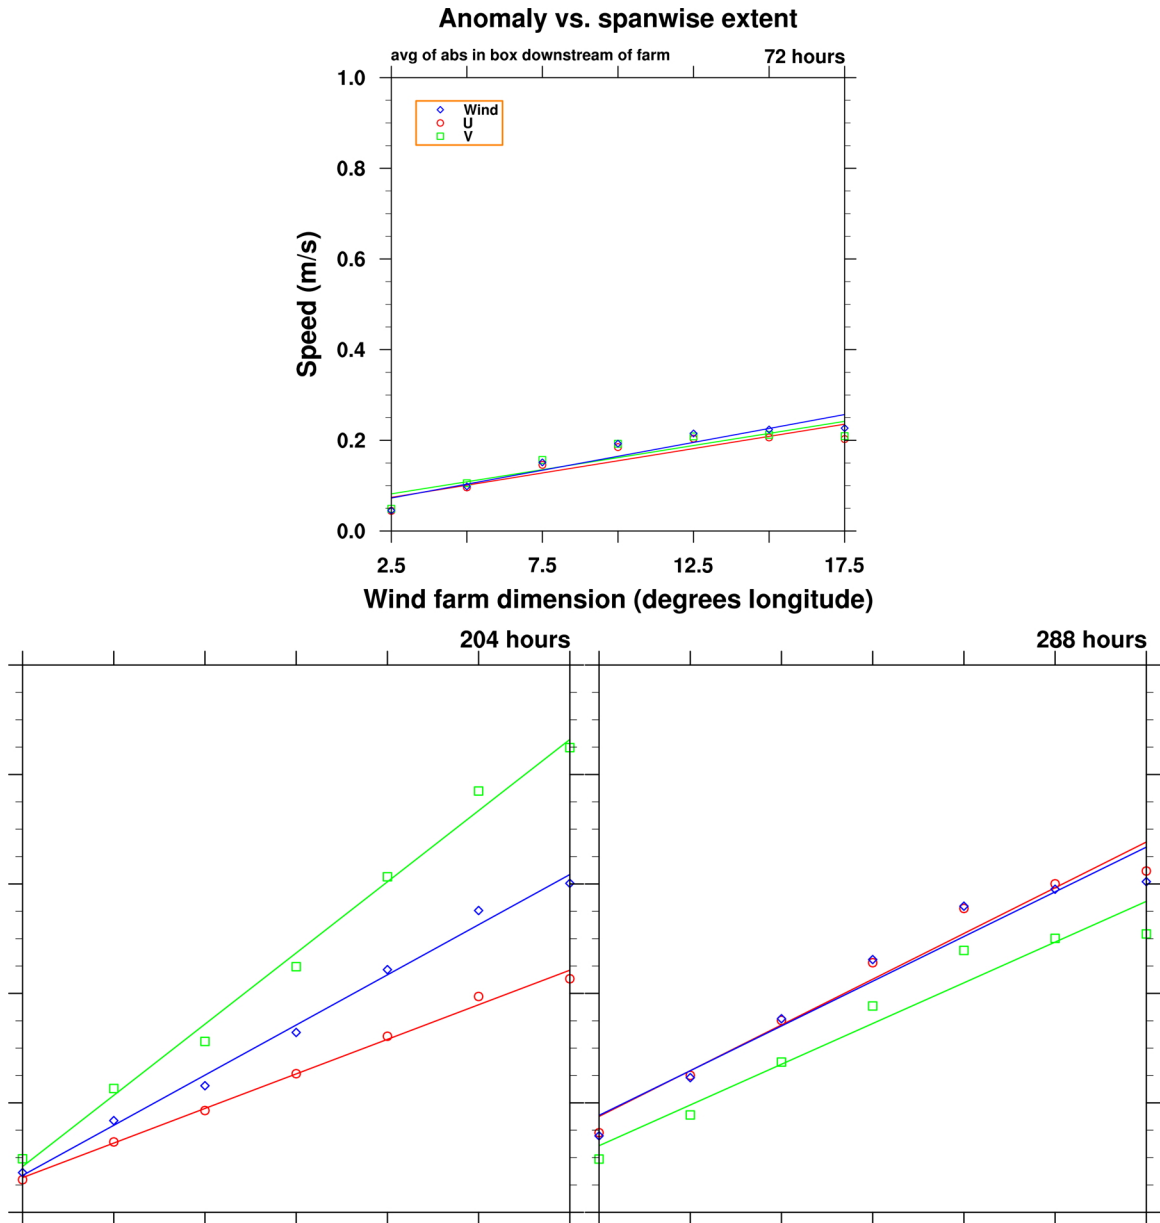 Anomaly vs. spanwise extent
avg of abs in box downstream of farm 72 hours
1.0
Wind
U
V
0.8
0.6
Speed (m/s)
0.4
0.2
0.0
2.5 7.5 12.5 17.5
Wind farm dimension (degrees longitude)
204 hours 288 hours